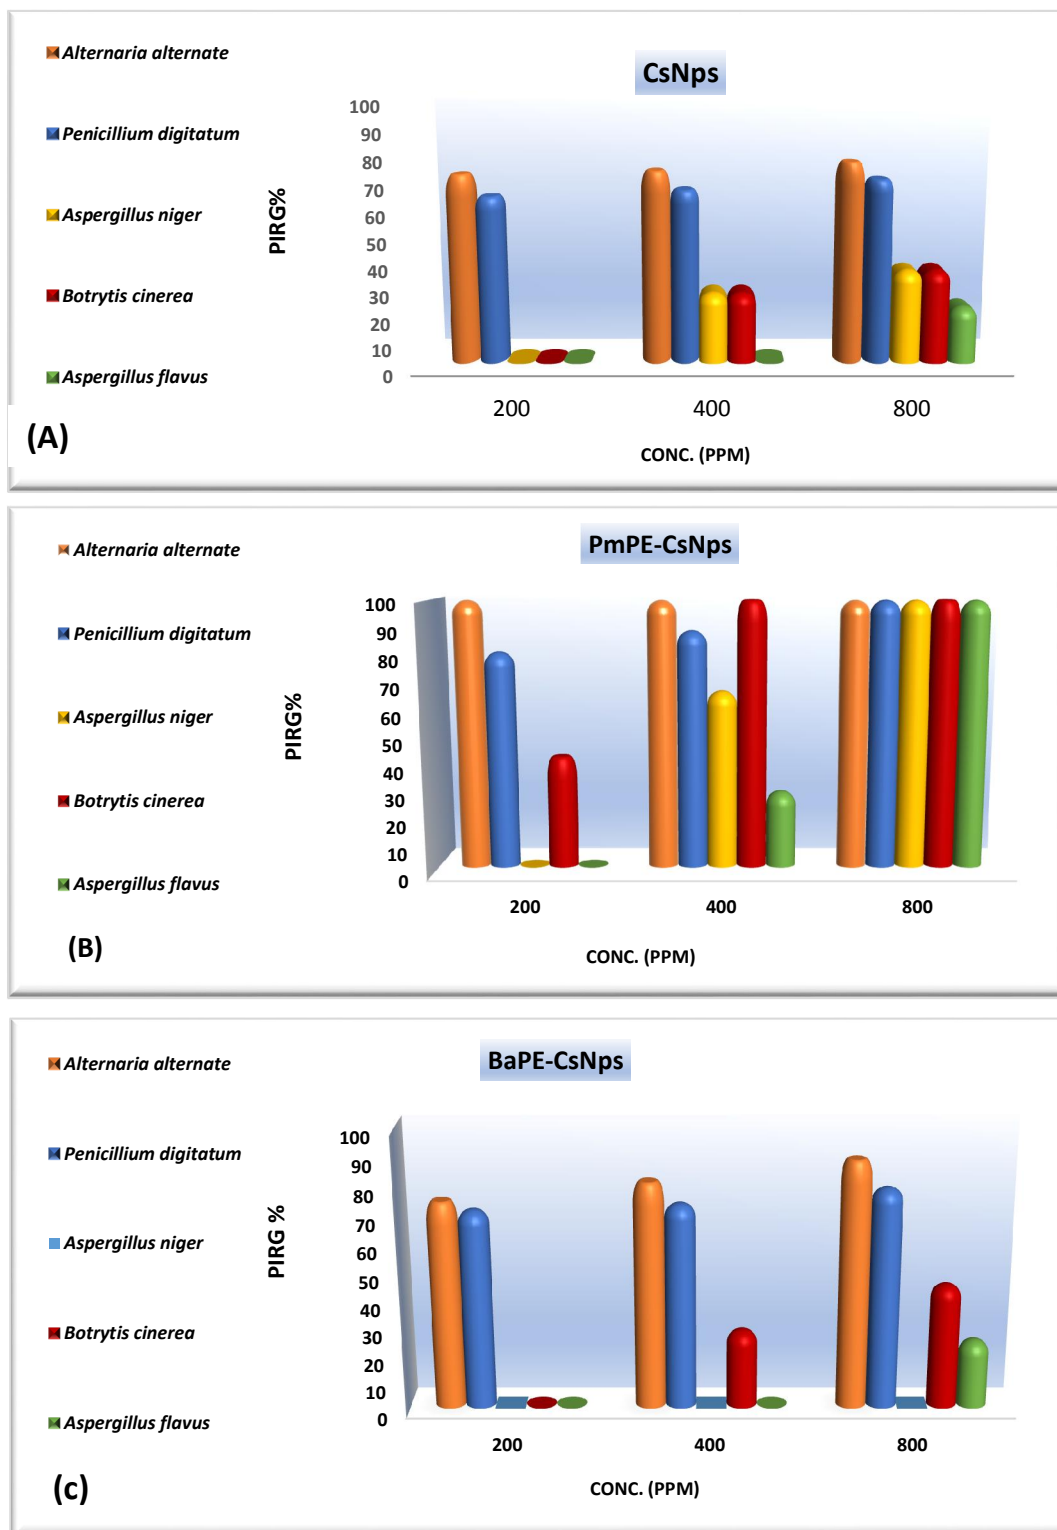 Alternaria alternate
CsNps
100
90
80
70
60
50
40
30
20
10
0
Penicillium digitatum
Aspergillus niger
Botrytis cinerea
Aspergillus flavus
PIRG%
200 400 800
CONC. (PPM)
(A)
Alternaria alternate
PmPE-CsNps
100
90
80
70
60
50
40
30
20
10
0
Penicillium digitatum
Aspergillus niger
Botrytis cinerea
Aspergillus flavus
PIRG%
200 400 800
CONC. (PPM)
(B)
Alternaria alternate
BaPE-CsNps
100
90
80
70
60
50
40
30
20
10
0
Penicillium digitatum
Aspergillus niger
Botrytis cinerea
Aspergillus flavus
PIRG %
200 400 800
CONC. (PPM)
(c)